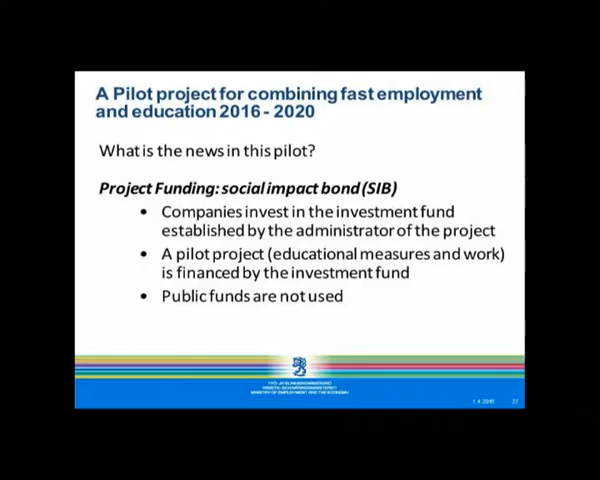 A Pilot project for combining fast employment
and education 2016 - 2020
What is the news in this pilot?
Project Funding: social impact bond (SIB)
• Companies invest in the investment fund
established by the administrator of the project
• A pilot project (educational measures and work)
is financed by the investment fund
• Public funds are not used
MINISTRY OF EMPLOYMENT AND THE ECONOMY
27